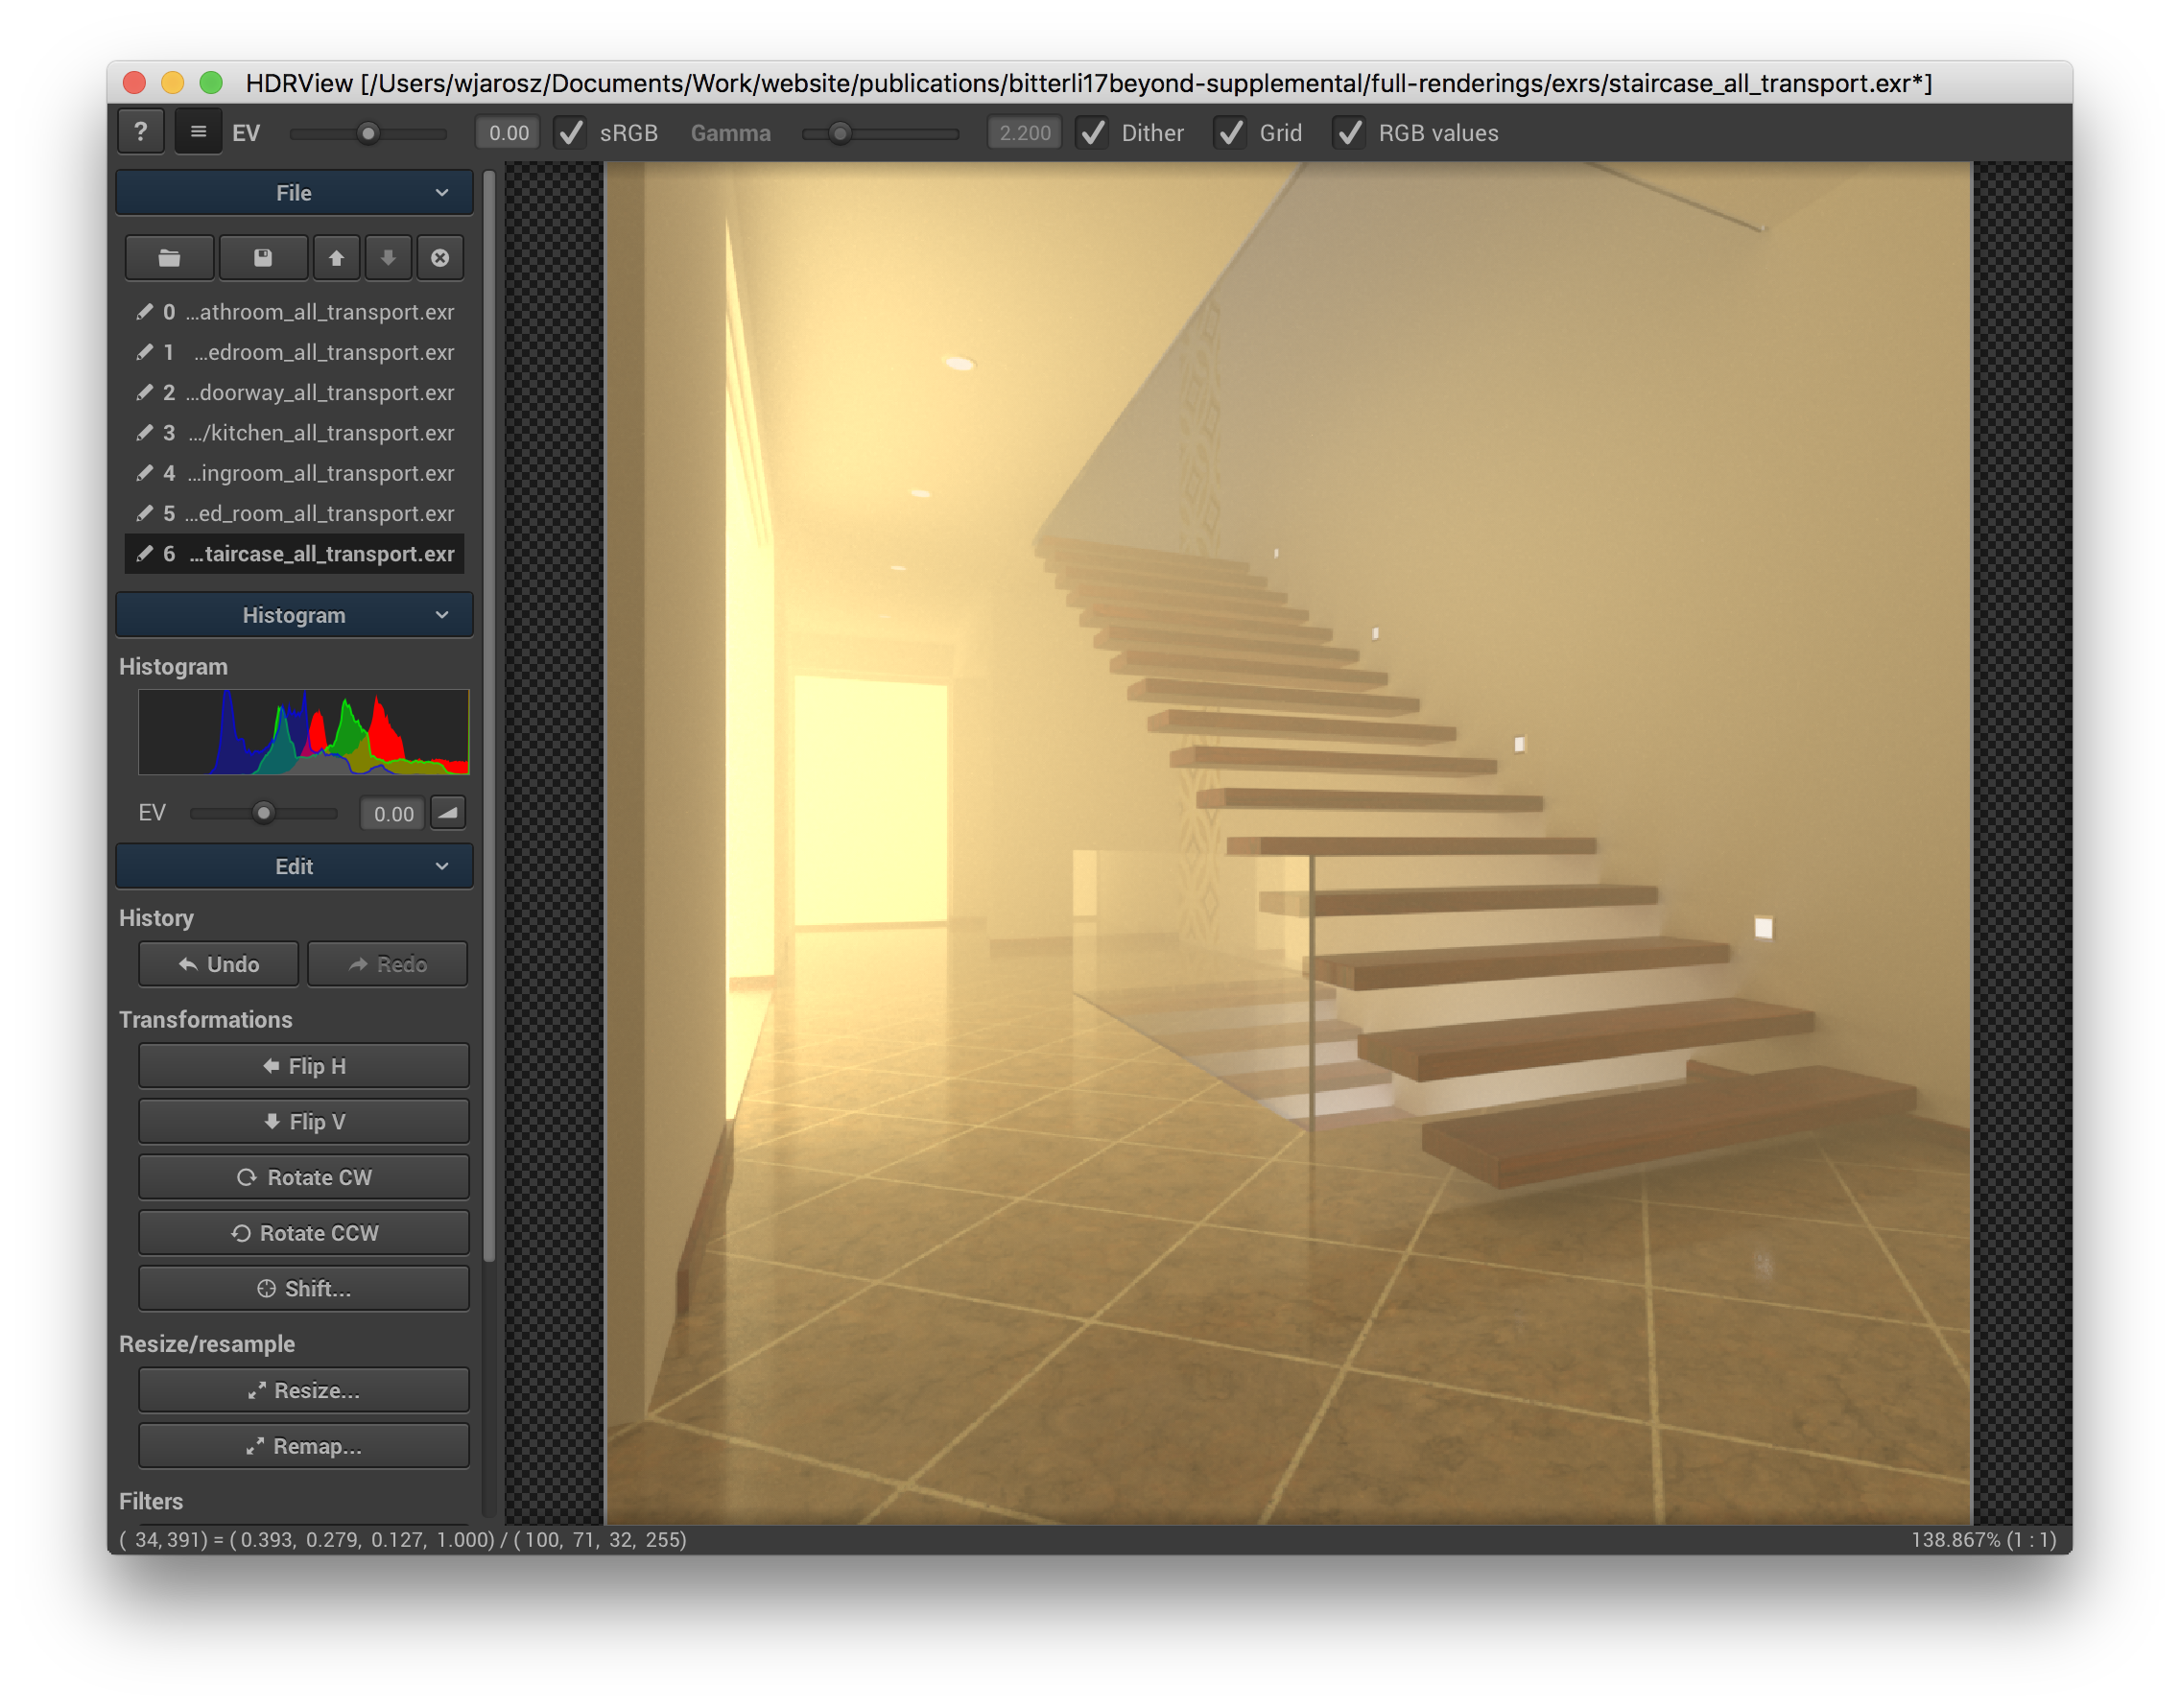 HDRView [/Users/wjarosz/Documents/Work/website/publications/bitterli17beyond-supplemental/full-renderings/exrs/staircase_all_transport.exr*]
? EV 0.00 sRGB Gamma 2.200 Dither Grid RGB values
File
0 ...athroom_all_transport.exr
1 ...edroom_all_transport.exr
2 ...doorway_all_transport.exr
3 .../kitchen_all_transport.exr
4 ...ingroom_all_transport.exr
5 ...ed_room_all_transport.exr
6 ...taircase_all_transport.exr
Histogram
Histogram
EV 0.00
Edit
History
Undo Redo
Transformations
Flip H
Flip V
Rotate CW
Rotate CCW
Shift...
Resize/resample
Resize...
Remap...
Filters
( 34,391) = ( 0.393, 0.279, 0.127, 1.000) / ( 100, 71, 32, 255) 138.867% (1 : 1)